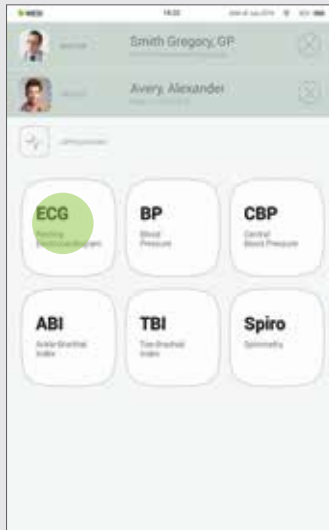 MESI
Smith Gregory, GP
Avery, Alexander
ECG
Resting
Electrocardiogram
BP
Blood
Pressure
CBP
Central
Blood Pressure
ABI
Ankle-Brachial
Index
TBI
Toe-Brachial
Index
Spiro
Spirometry